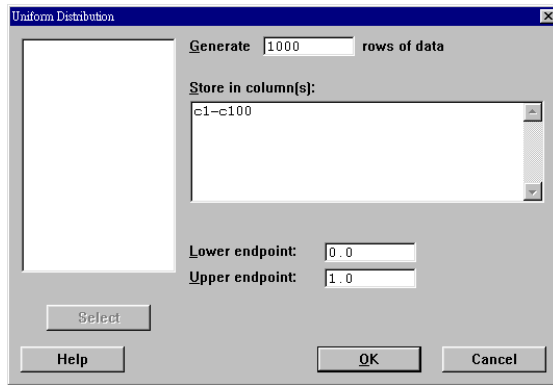 Uniform Distribution
Generate 1000 rows of data
Store in column(s):
c1-c100
Lower endpoint: 0.0
Upper endpoint: 1.0
Select
Help OK Cancel